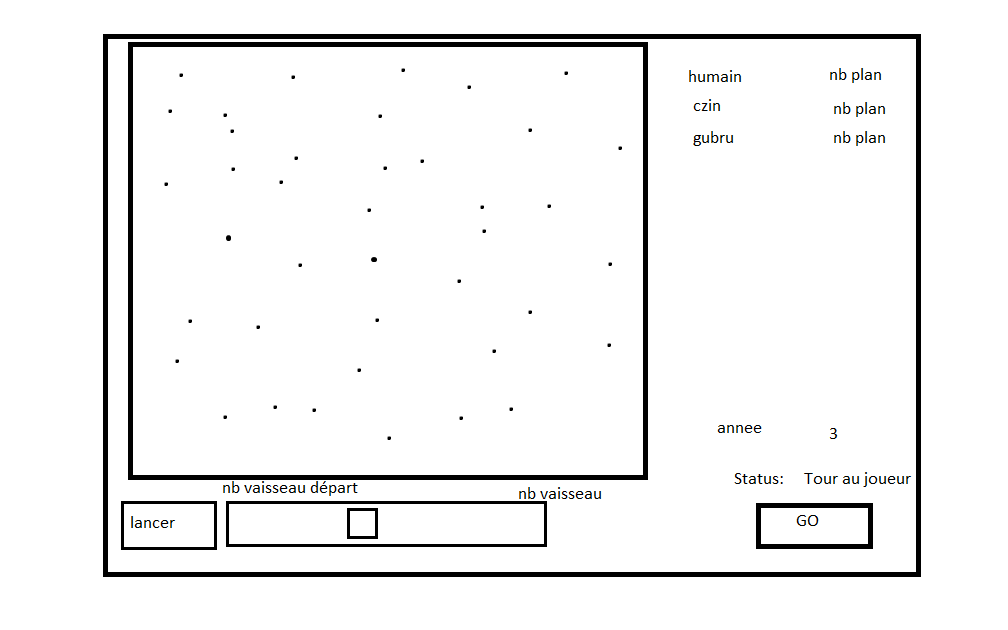 humain nb plan
czin nb plan
gubru nb plan
annee 3
Status: Tour au joueur
nb vaisseau départ nb vaisseau
lancer
GO